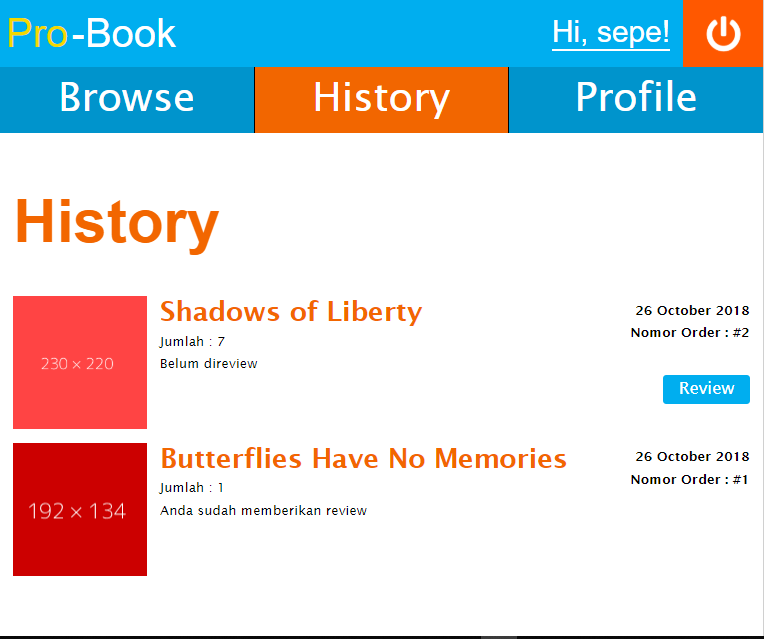 Pro-Book
Hi, sepe!
Browse
History
Profile
History
230 × 220
Shadows of Liberty
Jumlah : 7
Belum direview
26 October 2018
Nomor Order : #2
Review
192 × 134
Butterflies Have No Memories
Jumlah : 1
Anda sudah memberikan review
26 October 2018
Nomor Order : #1